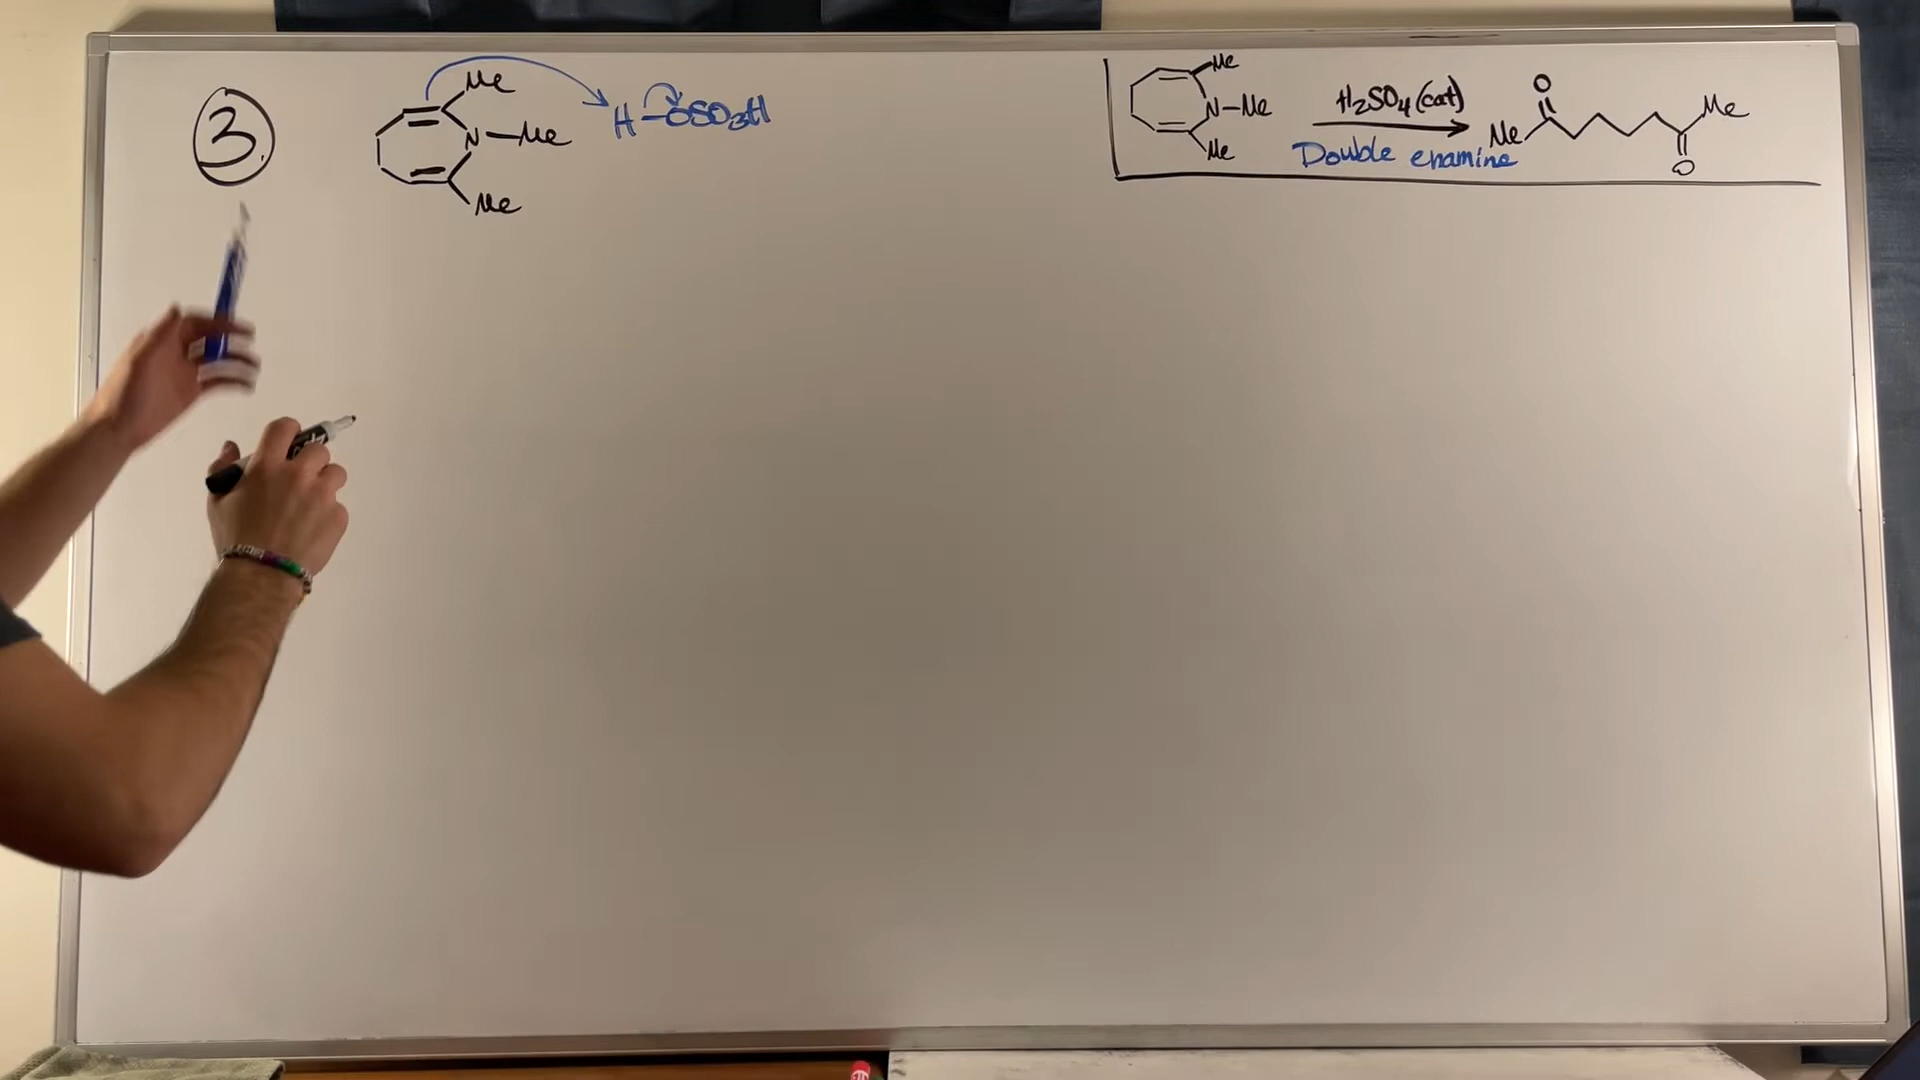 3
Me
N-Me
Me
H-OSO3H
Me
N-Me
Me
H2SO4 (cat)
Double enamine
O
Me
Me
O